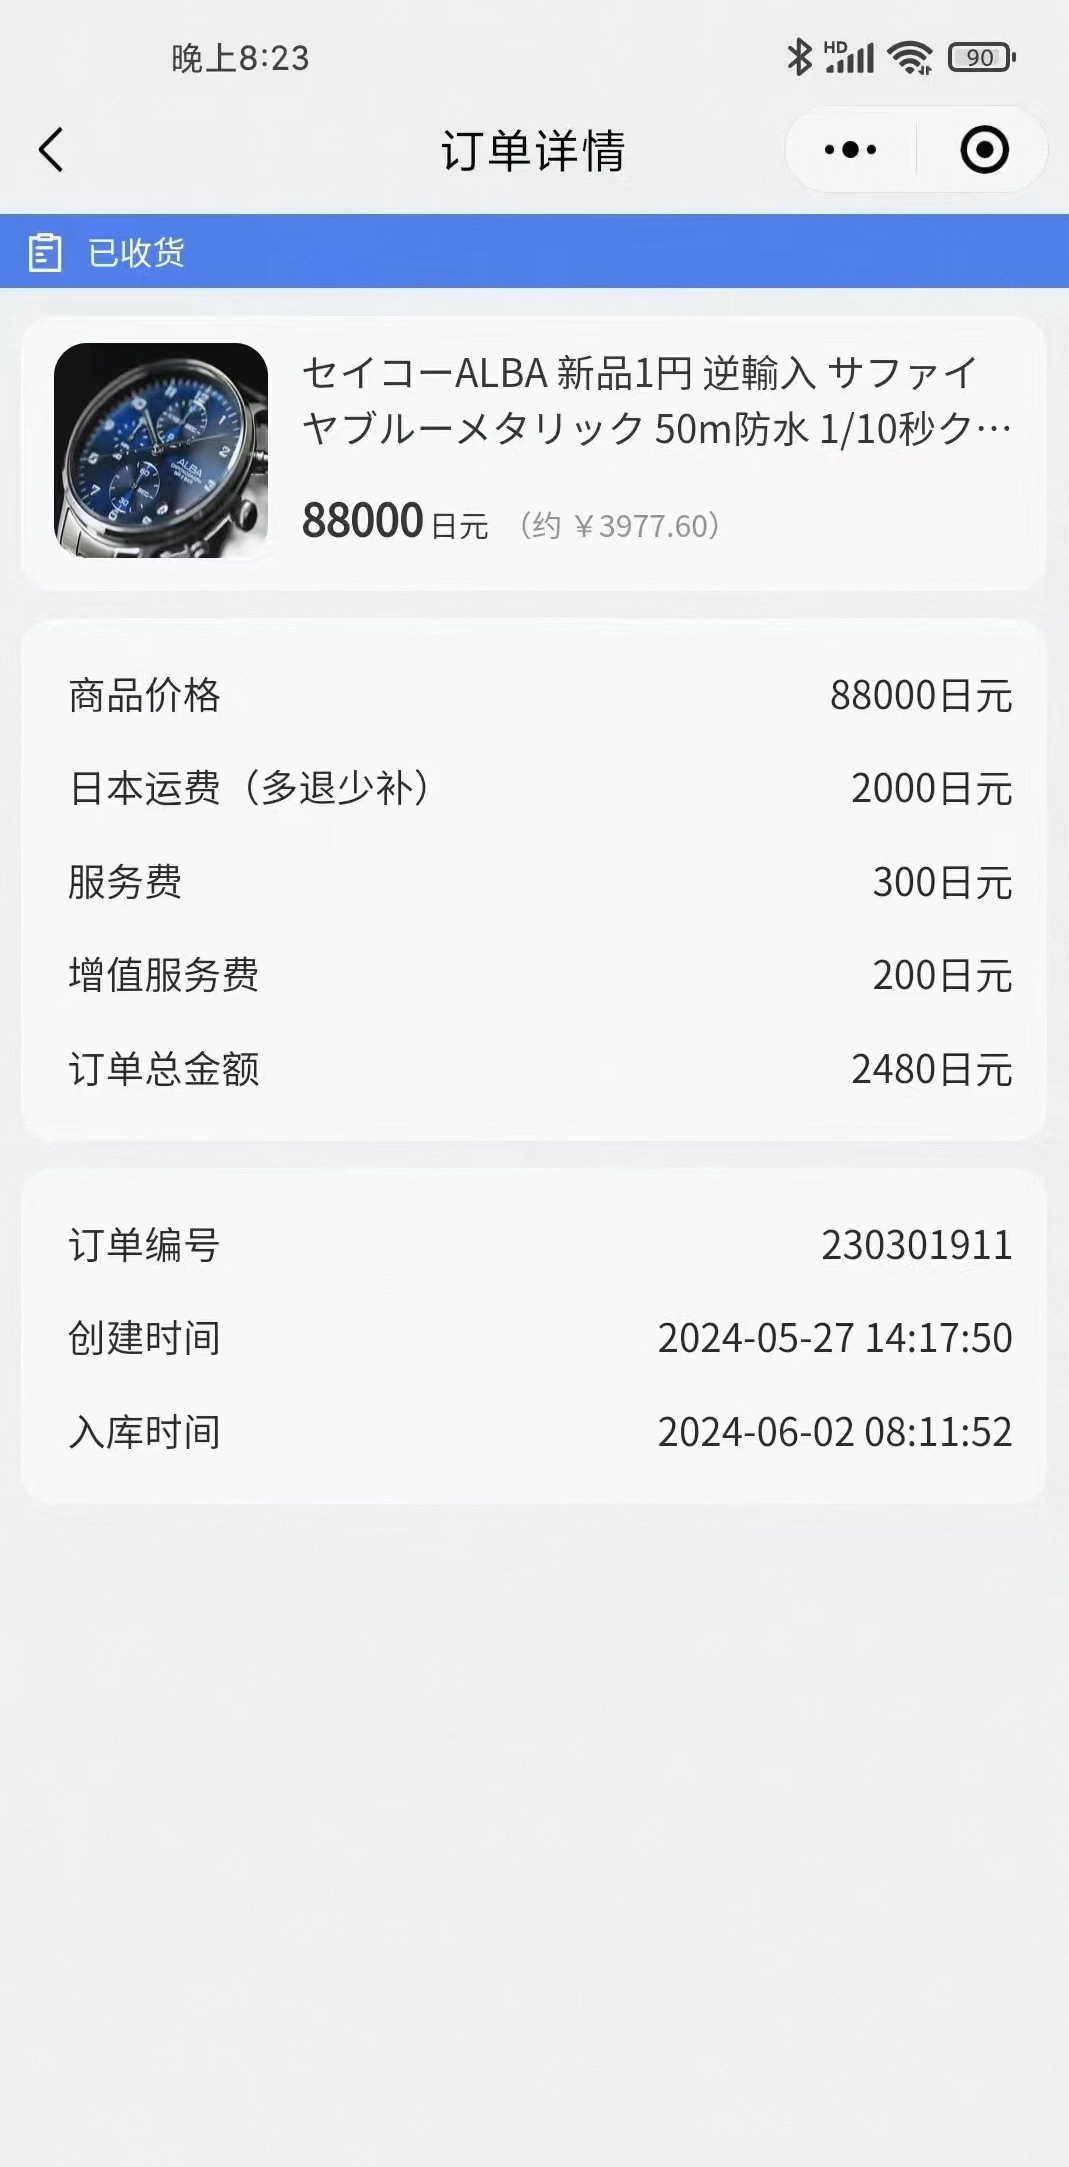 晚上8:23
HD
90
订单详情
已收货
セイコーALBA 新品1円 逆輸入 サファイ
ヤブルーメタリック 50m防水 1/10秒ク…
88000日元 （约 ￥3977.60）
ALBA
商品价格 88000日元
日本运费（多退少补） 2000日元
服务费 300日元
增值服务费 200日元
订单总金额 2480日元
订单编号 230301911
创建时间 2024-05-27 14:17:50
入库时间 2024-06-02 08:11:52